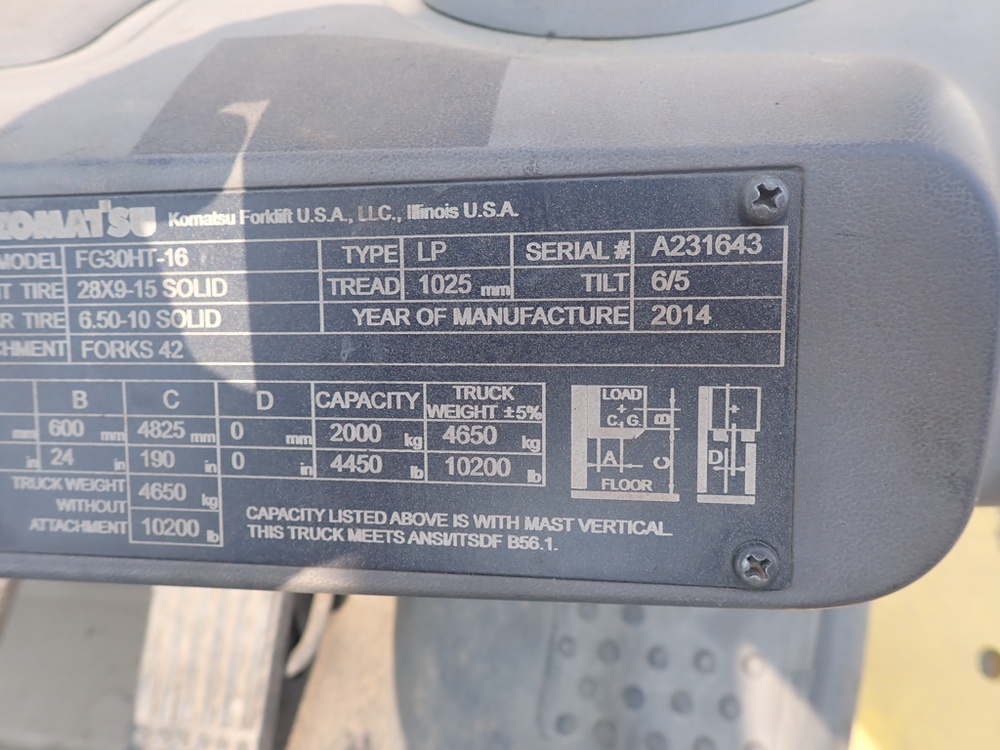 KOMATSU Komatsu Forklift U.S.A., LLC., Illinois U.S.A.
MODEL FG30HT-16 TYPE LP SERIAL # A231643
T TIRE 28X9-15 SOLID TREAD 1025 mm TILT 6/5
R TIRE 6.50-10 SOLID YEAR OF MANUFACTURE 2014
CHMENT FORKS 42
B C D CAPACITY TRUCK WEIGHT ±5%
mm 600 mm 4825 mm 0 mm 2000 kg 4650 kg
in 24 in 190 in 0 in 4450 lb 10200 lb
TRUCK WEIGHT WITHOUT ATTACHMENT 4650 kg
10200 lb
CAPACITY LISTED ABOVE IS WITH MAST VERTICAL
THIS TRUCK MEETS ANSI/ITSDF B56.1.
LOAD
C.G. B
A C D
FLOOR